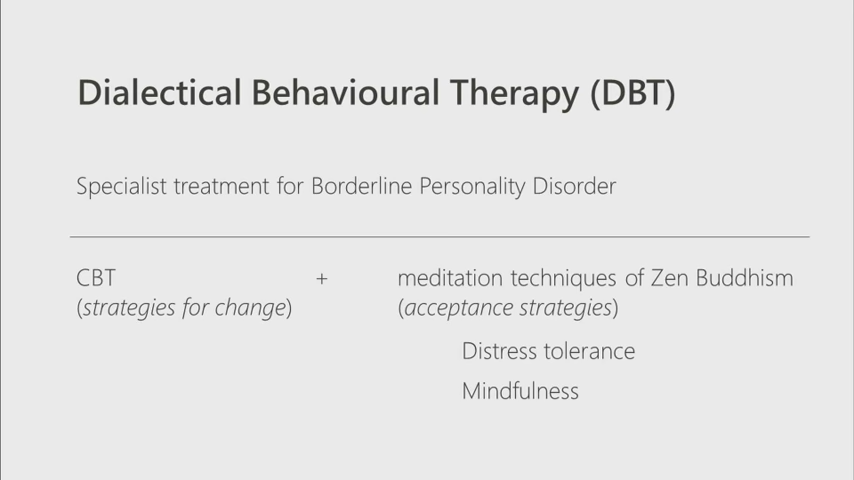 Dialectical Behavioural Therapy (DBT)
Specialist treatment for Borderline Personality Disorder
CBT + meditation techniques of Zen Buddhism
(strategies for change) (acceptance strategies)
Distress tolerance
Mindfulness